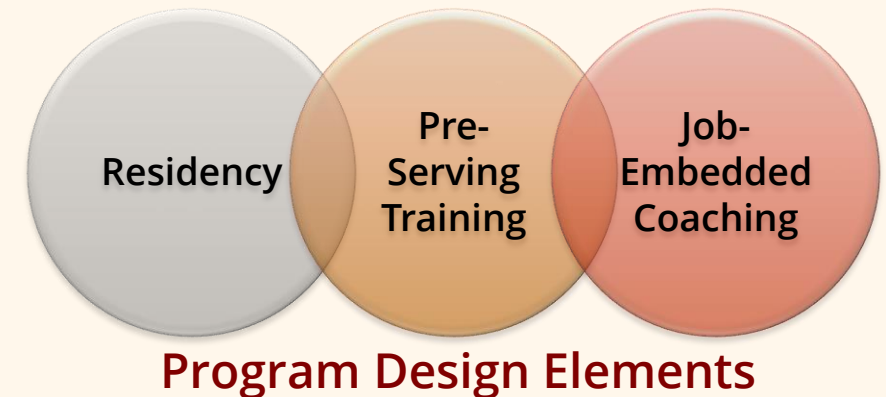 Residency
Pre-
Serving
Training
Job-
Embedded
Coaching
Program Design Elements